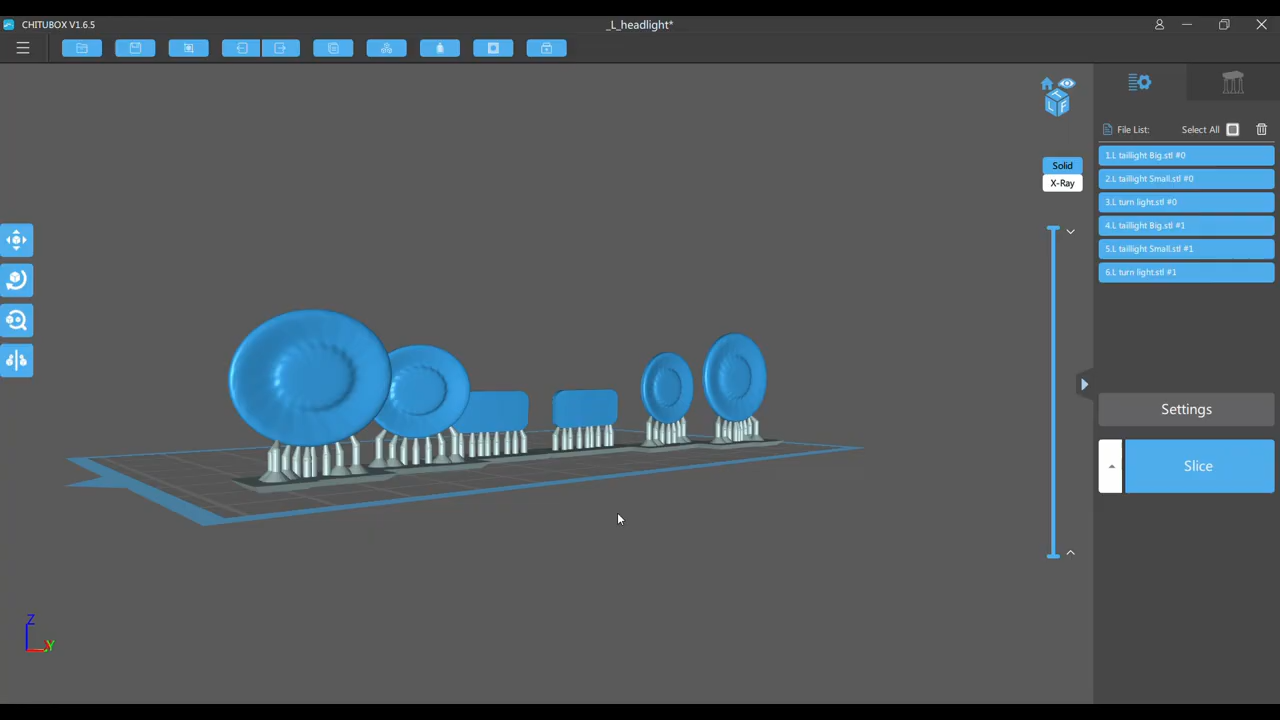 CHITUBOX V1.6.5
_L_headlight*
File List:
Select All
1.L taillight Big.stl #0
2.L taillight Small.stl #0
3.L turn light.stl #0
4.L taillight Big.stl #1
5.L taillight Small.stl #1
6.L turn light.stl #1
T
L F
Solid
X-Ray
Settings
Slice
Z
Y